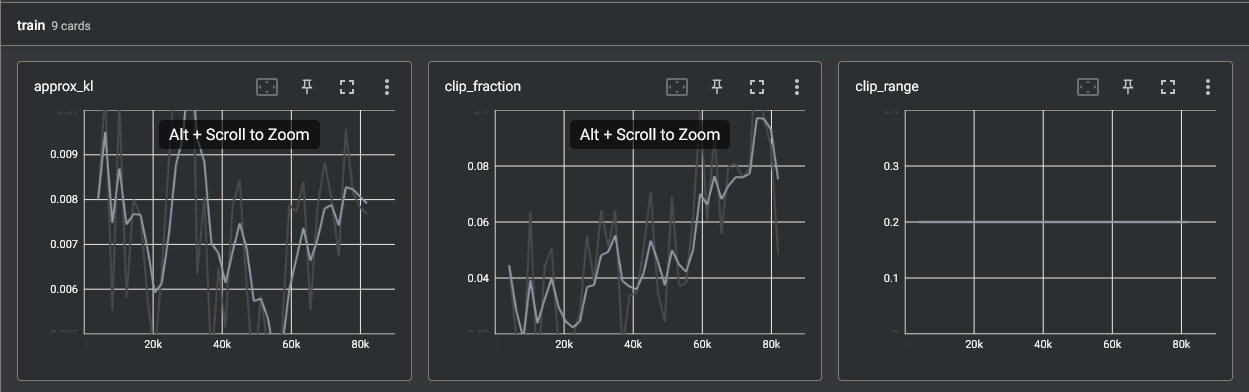 train 9 cards
approx_kl
clip_fraction
clip_range
Alt + Scroll to Zoom
0.009
0.008
0.007
0.006
20k 40k 60k 80k
Alt + Scroll to Zoom
0.08
0.06
0.04
20k 40k 60k 80k
0.3
0.2
0.1
20k 40k 60k 80k